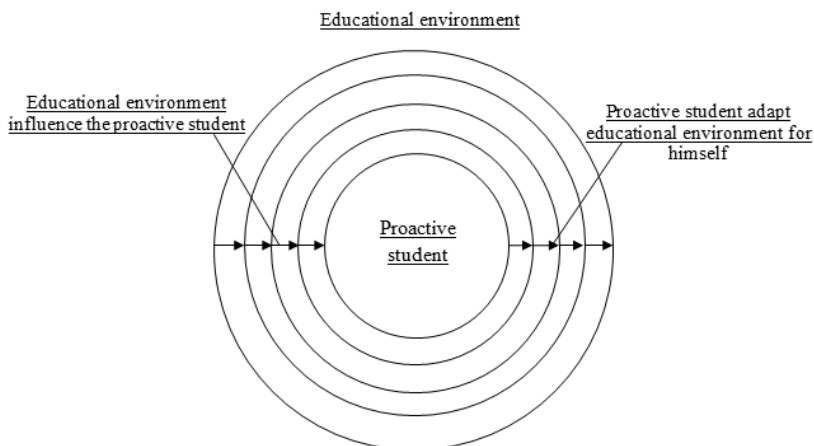 Educational environment
Educational environment
influence the proactive student
Proactive student adapt
educational environment for
himself
Proactive
student